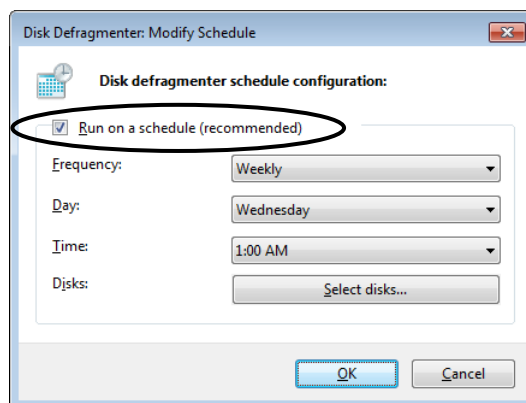 Disk Defragmenter: Modify Schedule
Disk defragmenter schedule configuration:
Run on a schedule (recommended)
Frequency: Weekly
Day: Wednesday
Time: 1:00 AM
Disks: Select disks...
OK Cancel